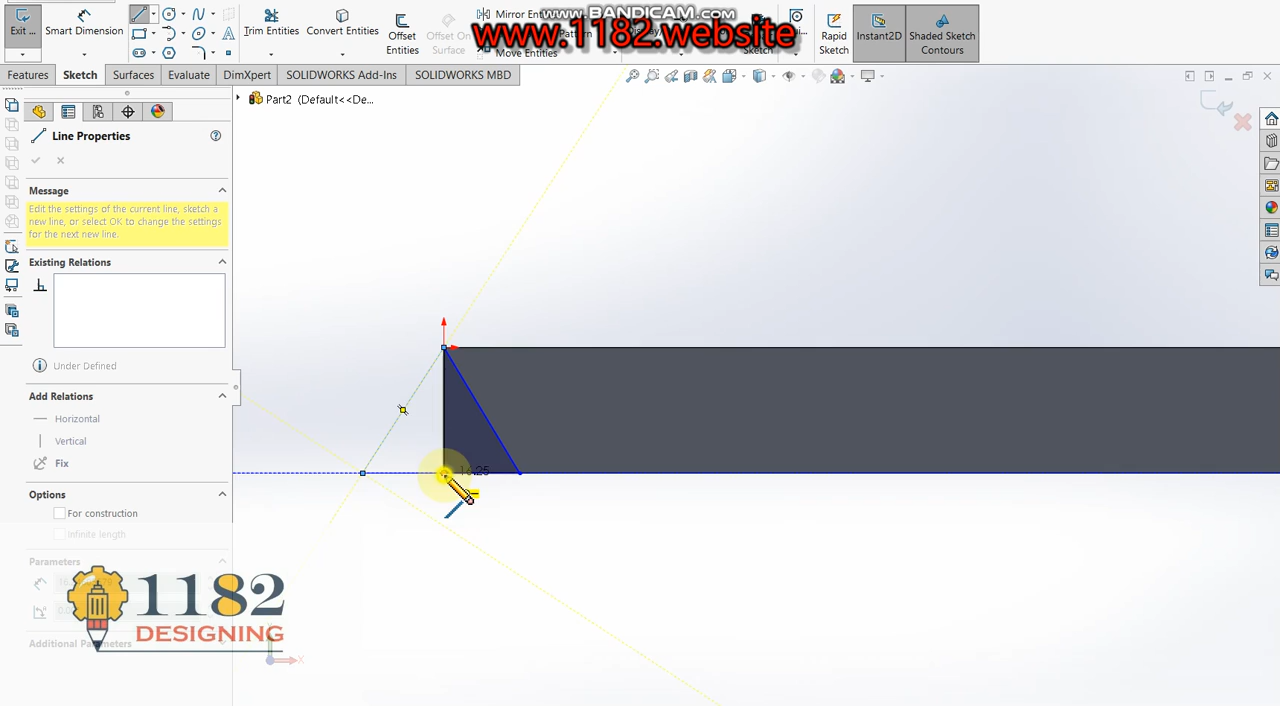 www.BANDICAM.com
Exit ...
Smart Dimension
Trim Entities
Convert Entities
Offset Entities
Offset On Surface
Mirror Entities
Move Entities
Rapid Sketch
Instant2D
Shaded Sketch Contours
www.1182.website
Features
Sketch
Surfaces
Evaluate
DimXpert
SOLIDWORKS Add-Ins
SOLIDWORKS MBD
Part2 (Default<<De...
Line Properties
Message
Edit the settings of the current line, sketch a
new line, or select OK to change the settings
for the next new line.
Existing Relations
Under Defined
Add Relations
Horizontal
Vertical
Fix
Options
For construction
Infinite length
Parameters
Additional Parameters
16.25
1182
DESIGNING
X